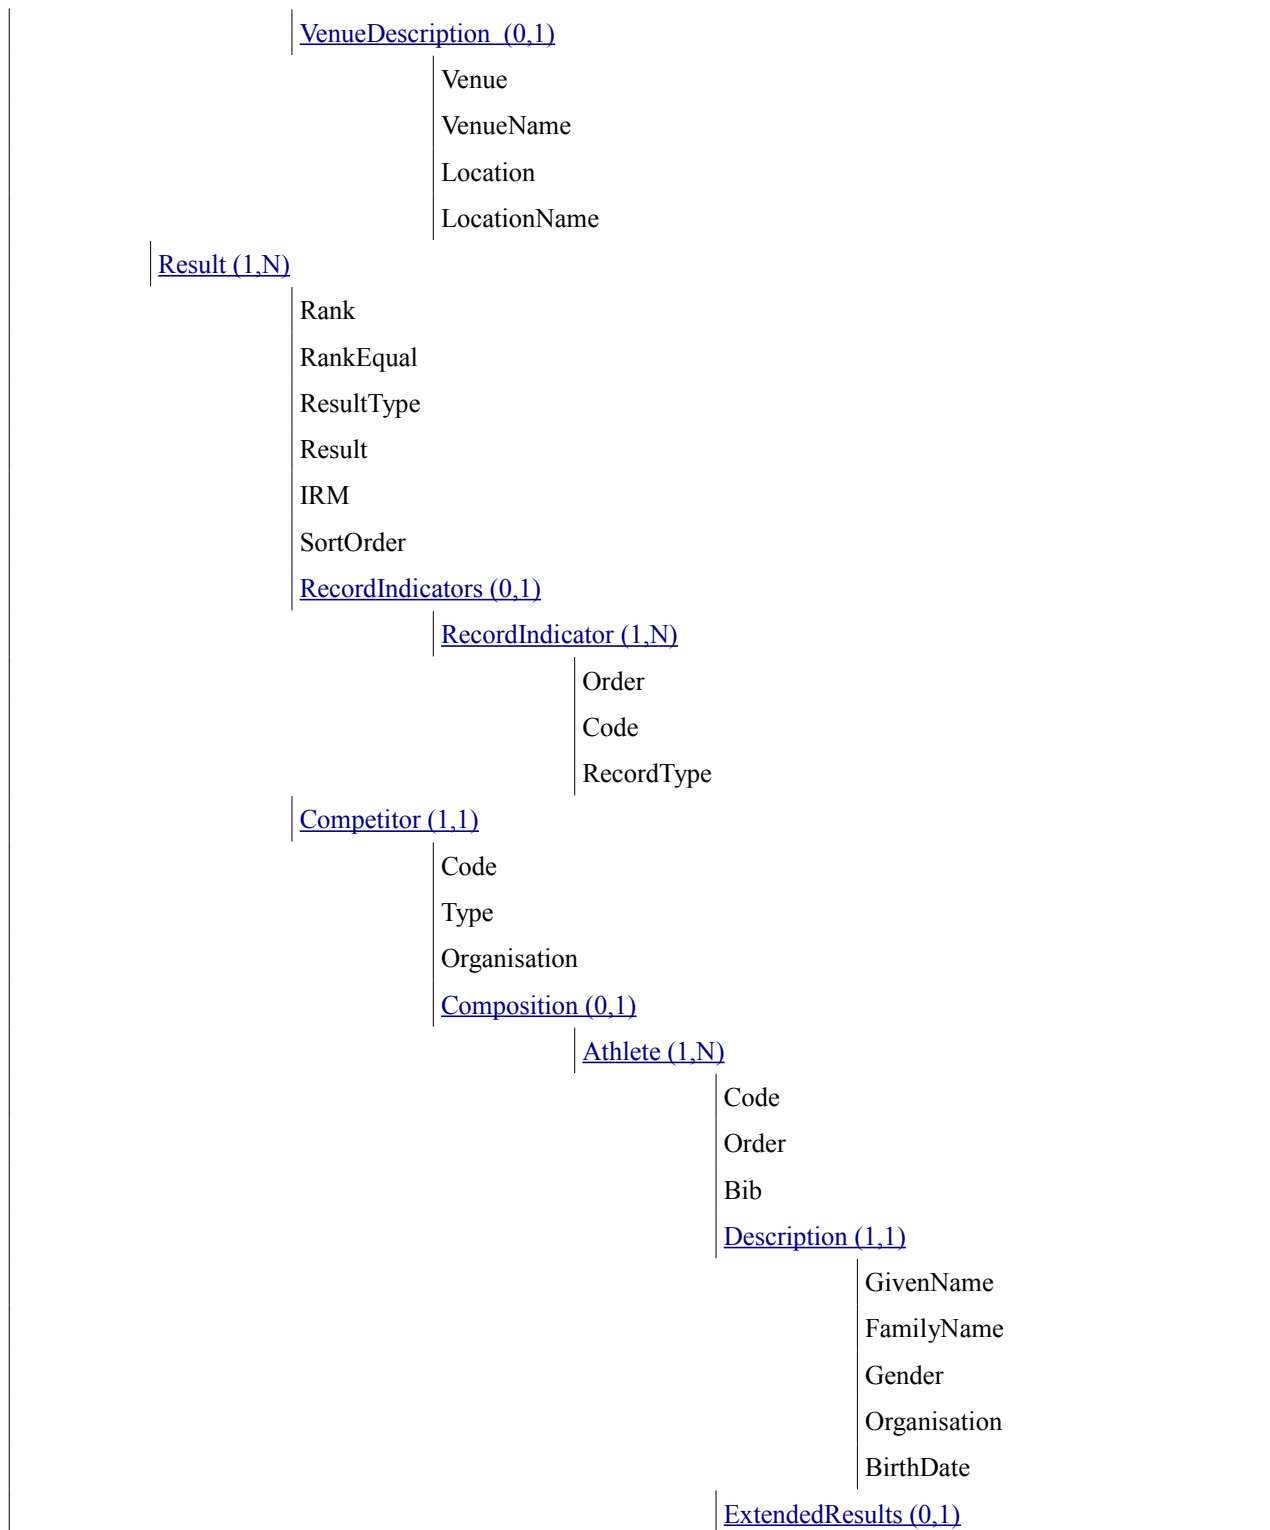 VenueDescription  (0,1)
Venue
VenueName
Location
LocationName
Result (1,N)
Rank
RankEqual
ResultType
Result
IRM
SortOrder
RecordIndicators (0,1)
RecordIndicator (1,N)
Order
Code
RecordType
Competitor (1,1)
Code
Type
Organisation
Composition (0,1)
Athlete (1,N)
Code
Order
Bib
Description (1,1)
GivenName
FamilyName
Gender
Organisation
BirthDate
ExtendedResults (0,1)